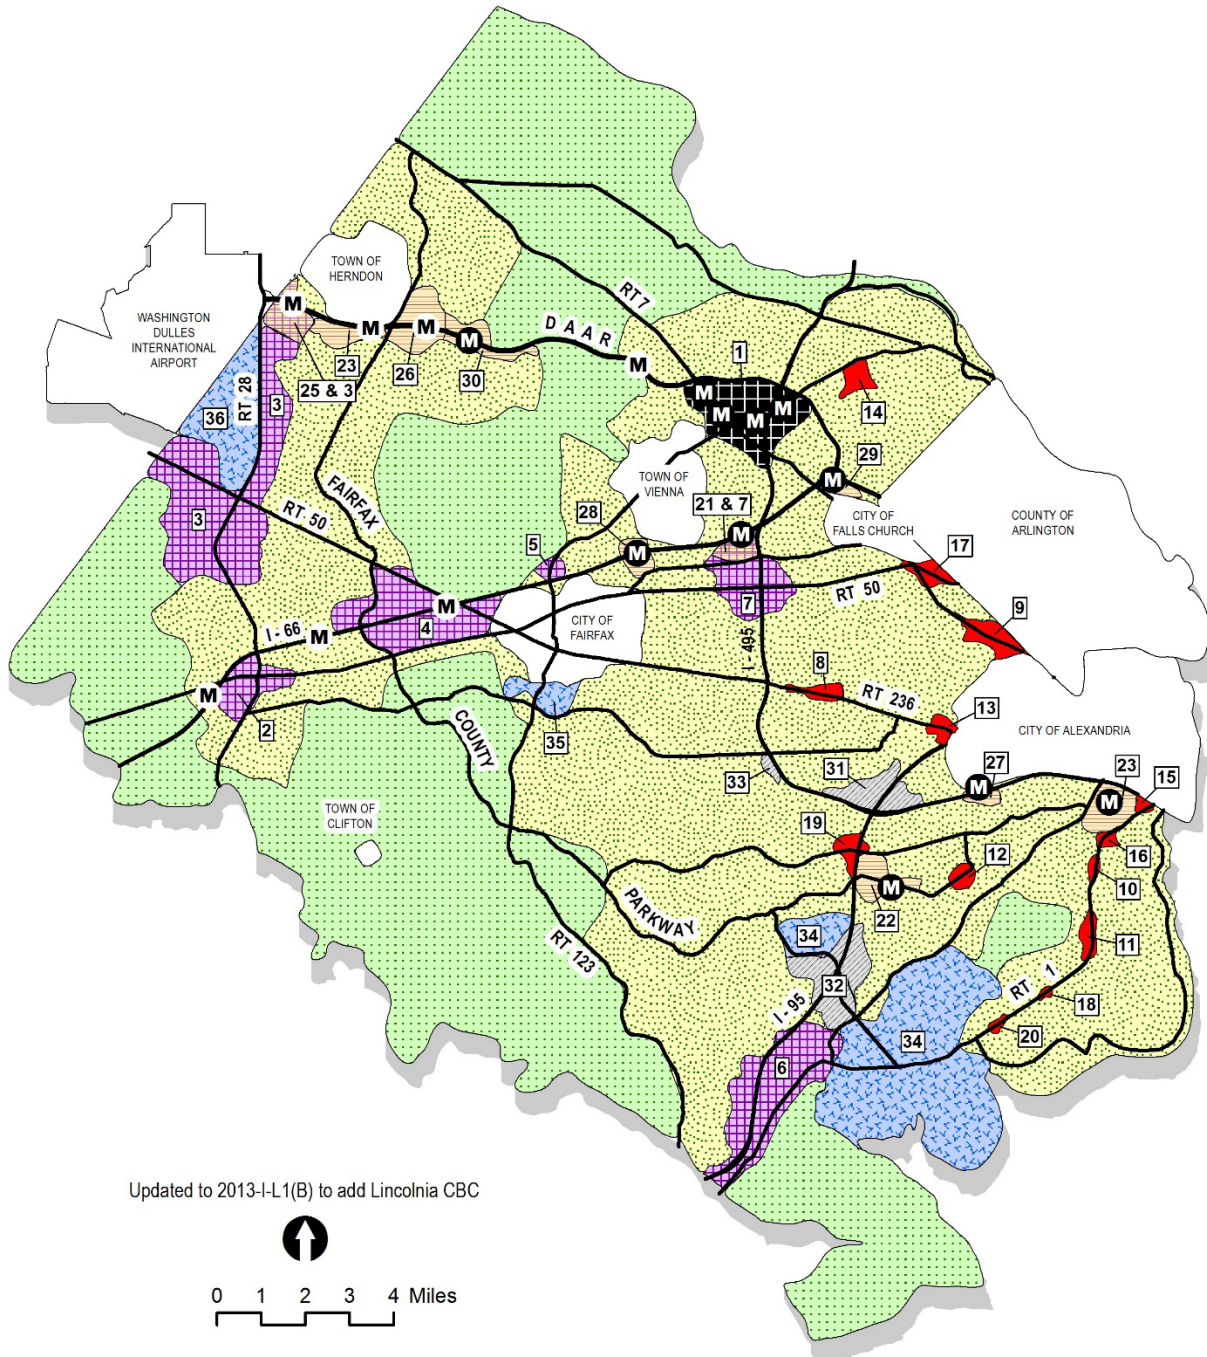 TOWN OF
HERNDON
WASHINGTON
DULLES
INTERNATIONAL
AIRPORT
RT 7
DAAR
M
M
M
M
M
M
M
M
M
1
23
26
30
25 & 3
14
RT 28
3
36
29
M
TOWN OF
VIENNA
21 & 7
M
28
M
CITY OF
FALLS CHURCH
COUNTY OF
ARLINGTON
3
RT 50
FAIRFAX
5
17
7
RT 50
9
M
4
CITY OF
FAIRFAX
I - 66
M
I - 495
8
RT 236
M
2
13
CITY OF ALEXANDRIA
35
COUNTY
33
31
27
M
23
M
15
TOWN OF
CLIFTON
19
16
12
10
M
22
PARKWAY
11
34
RT 123
32
18
RT 1
I - 95
20
34
6
Updated to 2013-I-L1(B) to add Lincolnia CBC
0 1 2 3 4 Miles